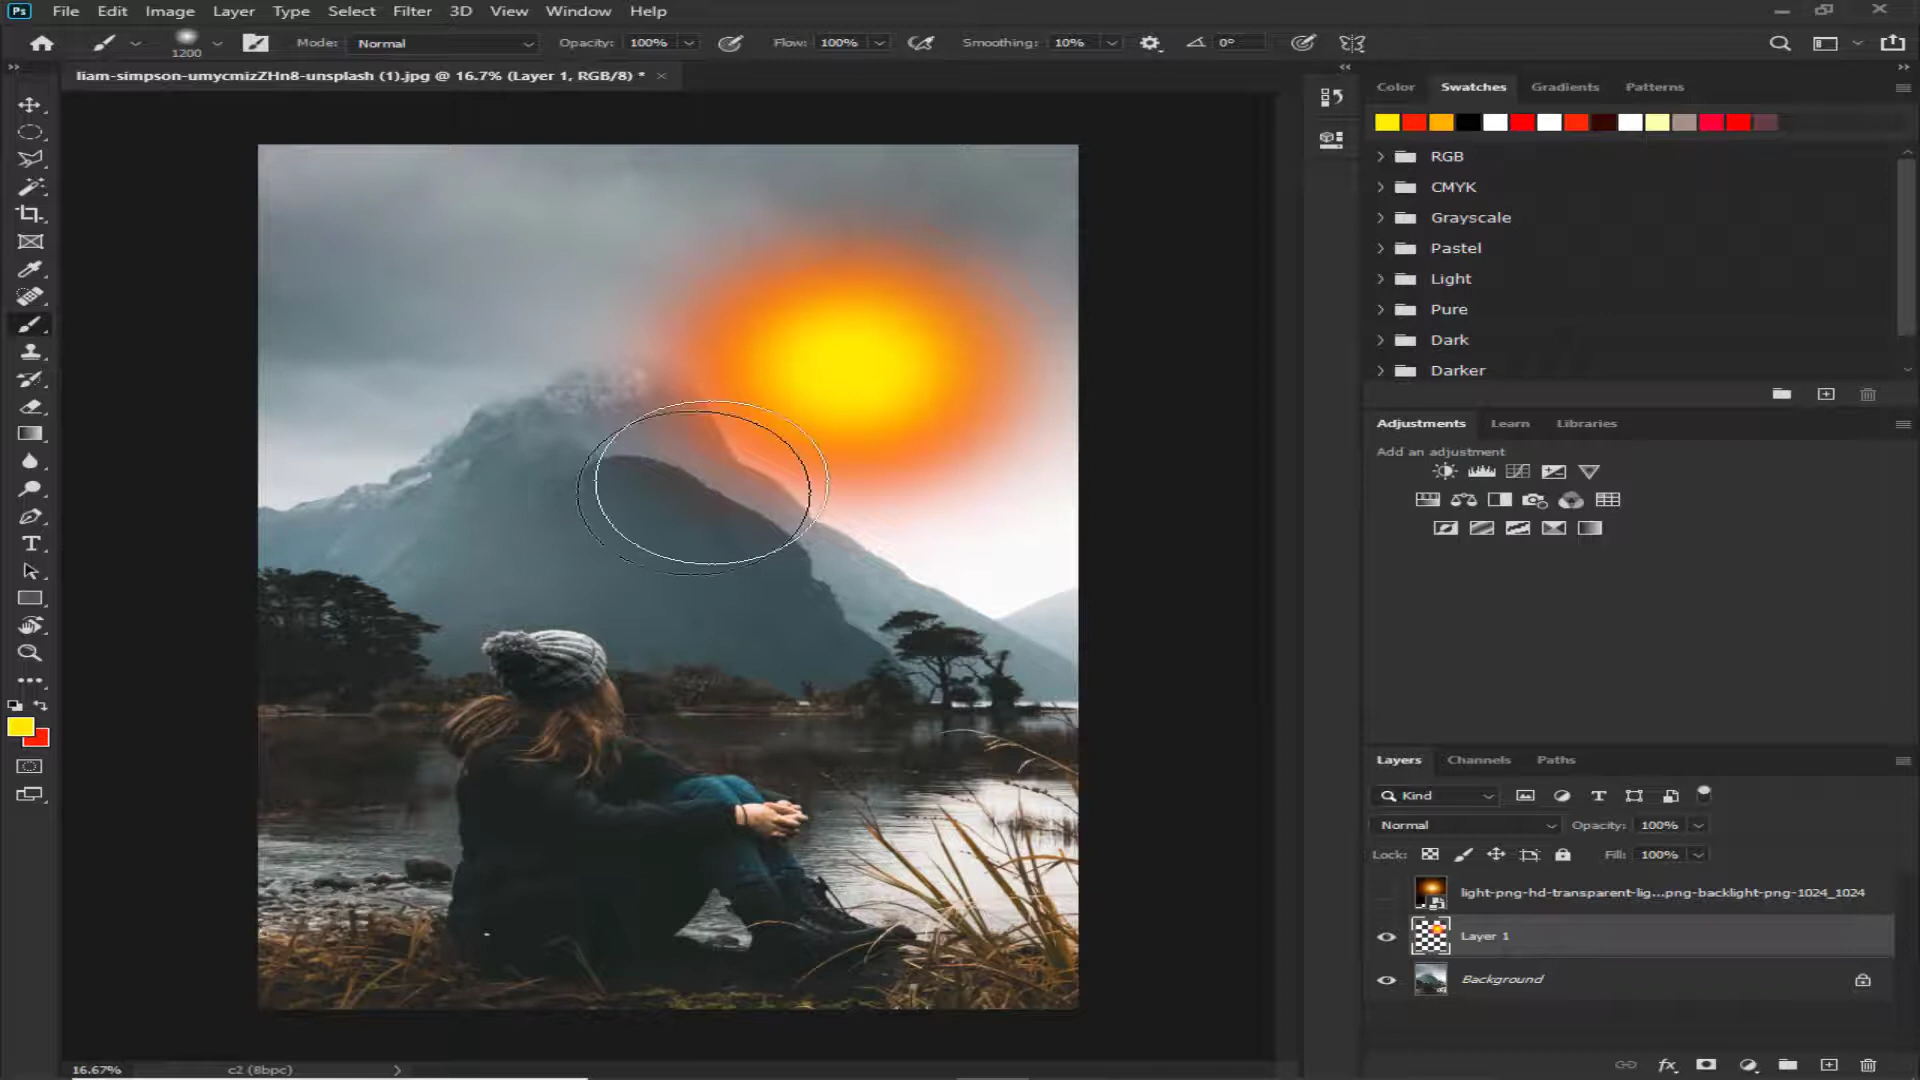 Ps File Edit Image Layer Type Select Filter 3D View Window Help
1200 Mode: Normal Opacity: 100% Flow: 100% Smoothing: 10% 0°
liam-simpson-umycmizZHn8-unsplash (1).jpg @ 16.7% (Layer 1, RGB/8) * ×
Color Swatches Gradients Patterns
RGB
CMYK
Grayscale
Pastel
Light
Pure
Dark
Darker
Adjustments Learn Libraries
Add an adjustment
Layers Channels Paths
Kind
Normal Opacity: 100%
Lock: Fill: 100%
light-png-hd-transparent-lig...png-backlight-png-1024_1024
Layer 1
Background
16.67% c2 (8bpc)